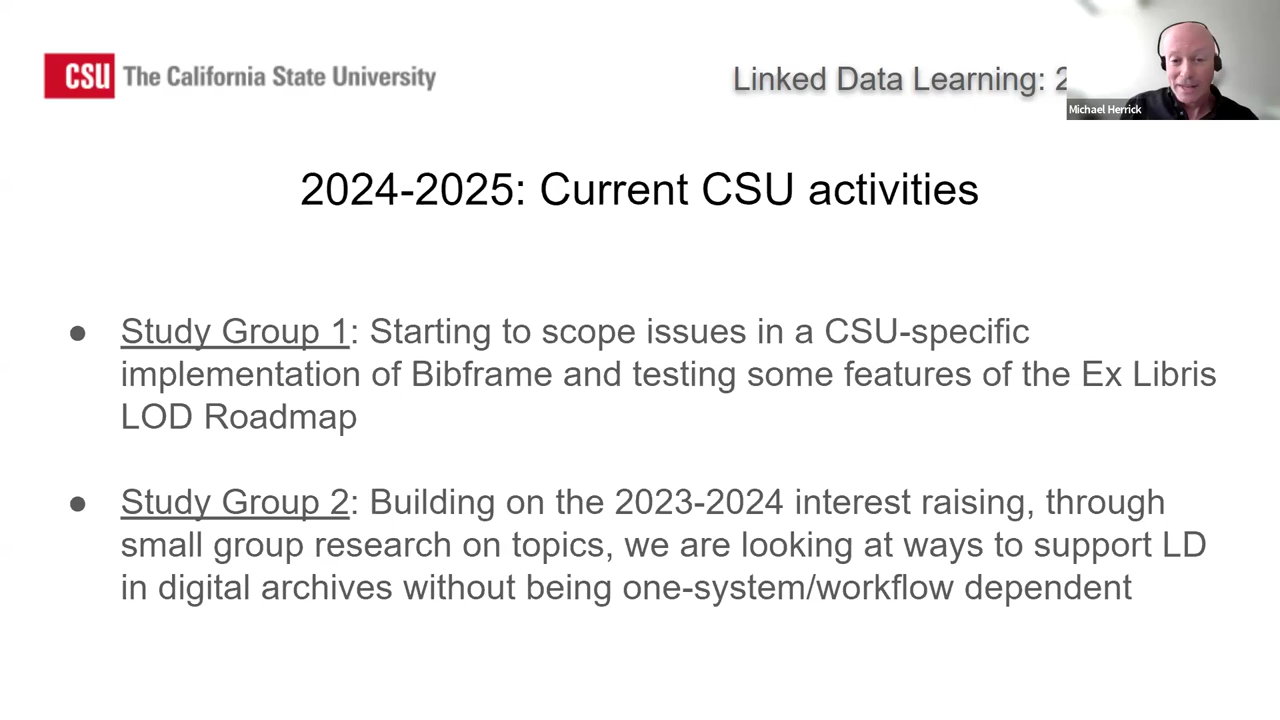 CSU The California State University
Linked Data Learning: 2
Michael Herrick
2024-2025: Current CSU activities
● Study Group 1: Starting to scope issues in a CSU-specific
implementation of Bibframe and testing some features of the Ex Libris
LOD Roadmap
● Study Group 2: Building on the 2023-2024 interest raising, through
small group research on topics, we are looking at ways to support LD
in digital archives without being one-system/workflow dependent